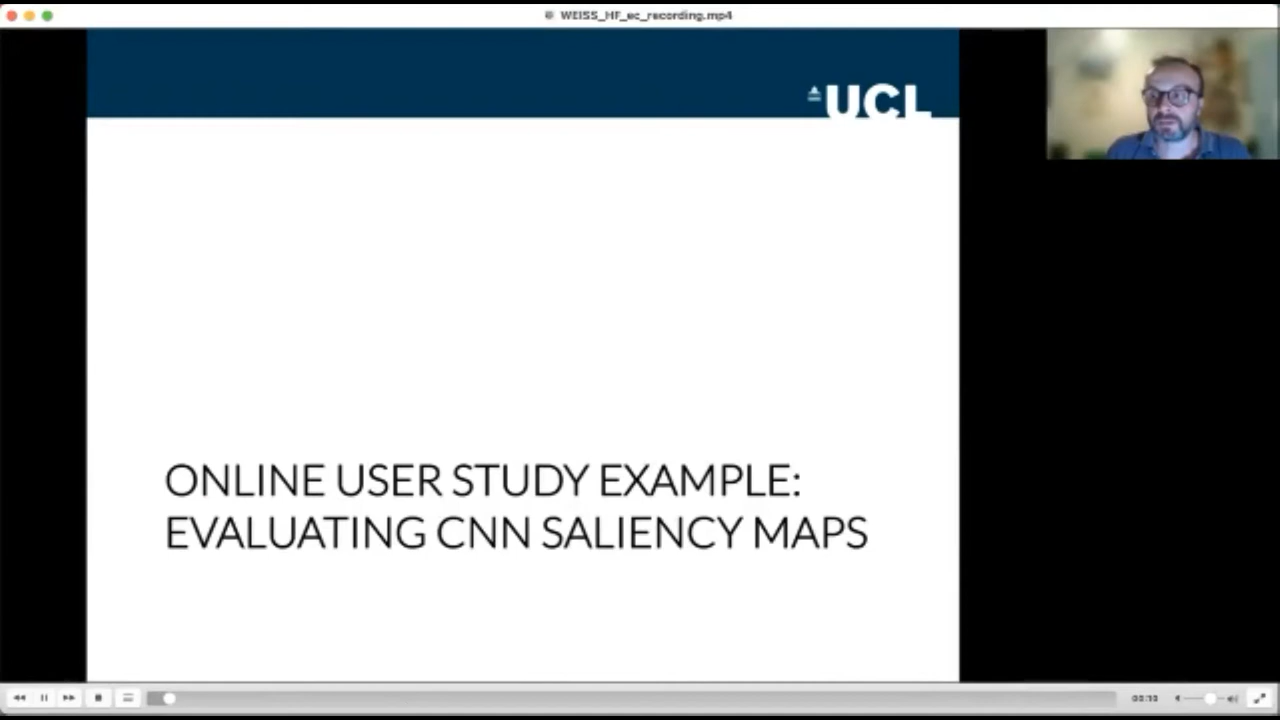 WEISS_HF_ec_recording.mp4
UCL
ONLINE USER STUDY EXAMPLE:
EVALUATING CNN SALIENCY MAPS